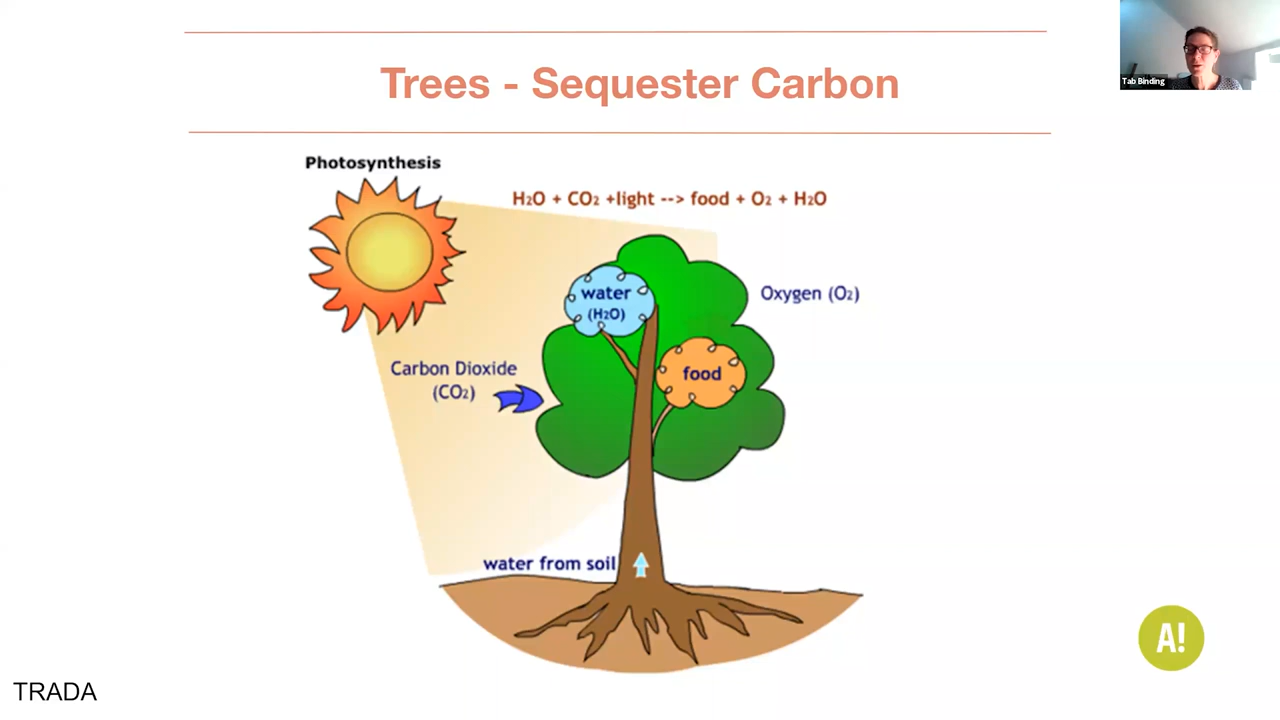 Trees - Sequester Carbon
Tab Binding
Photosynthesis
H2O + CO2 +light --> food + O2 + H2O
water
(H2O)
Oxygen (O2)
Carbon Dioxide
(CO2)
food
water from soil
A!
TRADA